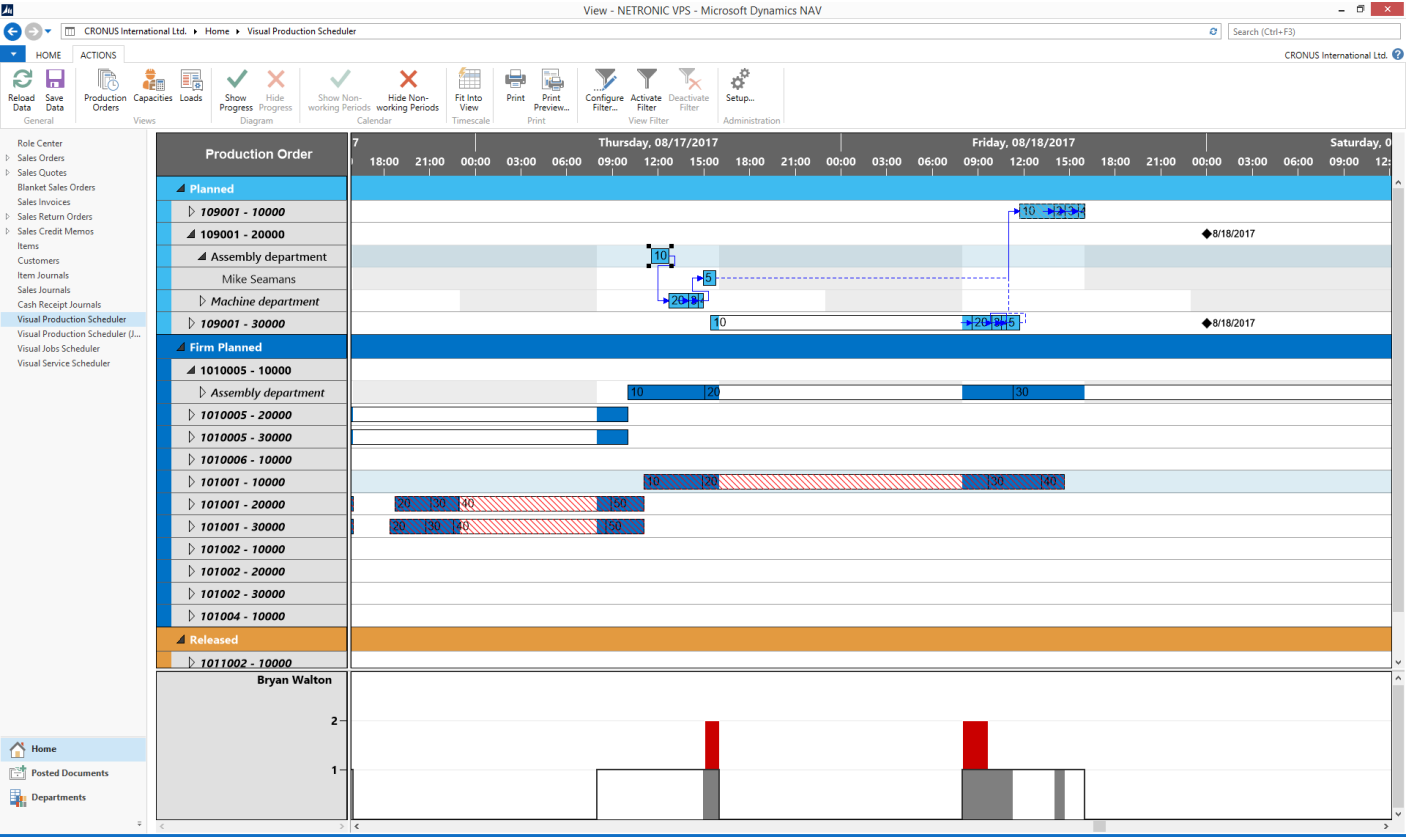 View - NETRONIC VPS - Microsoft Dynamics NAV
CRONUS International Ltd. Home Visual Production Scheduler
Search (Ctrl+F3)
HOME ACTIONS
CRONUS International Ltd.
Reload Data
Save Data
General
Production Orders
Capacities
Loads
Views
Show Progress
Hide Progress
Diagram
Show Non-working Periods
Hide Non-working Periods
Calendar
Fit Into View
Timescale
Print
Print Preview...
Print
Configure Filter...
Activate Filter
Deactivate Filter
View Filter
Setup...
Administration
Role Center
Sales Orders
Sales Quotes
Blanket Sales Orders
Sales Invoices
Sales Return Orders
Sales Credit Memos
Items
Customers
Item Journals
Sales Journals
Cash Receipt Journals
Visual Production Scheduler
Visual Production Scheduler (J...
Visual Jobs Scheduler
Visual Service Scheduler
Home
Posted Documents
Departments
Production Order
7 Thursday, 08/17/2017 Friday, 08/18/2017 Saturday, 0
18:00 21:00 00:00 03:00 06:00 09:00 12:00 15:00 18:00 21:00 00:00 03:00 06:00 09:00 12:00 15:00 18:00 21:00 00:00 03:00 06:00 09:00 12:
Planned
109001 - 10000 10 2 3 4
109001 - 20000 8/18/2017
Assembly department 10
Mike Seamans 5
Machine department 20
109001 - 30000 10 20 5 8/18/2017
Firm Planned
1010005 - 10000
Assembly department 10 20 30
1010005 - 20000
1010005 - 30000
1010006 - 10000
101001 - 10000 10 20 30 40
101001 - 20000 20 30 40 50
101001 - 30000 20 30 40 50
101002 - 10000
101002 - 20000
101002 - 30000
101004 - 10000
Released
1011002 - 10000
Bryan Walton
2
1